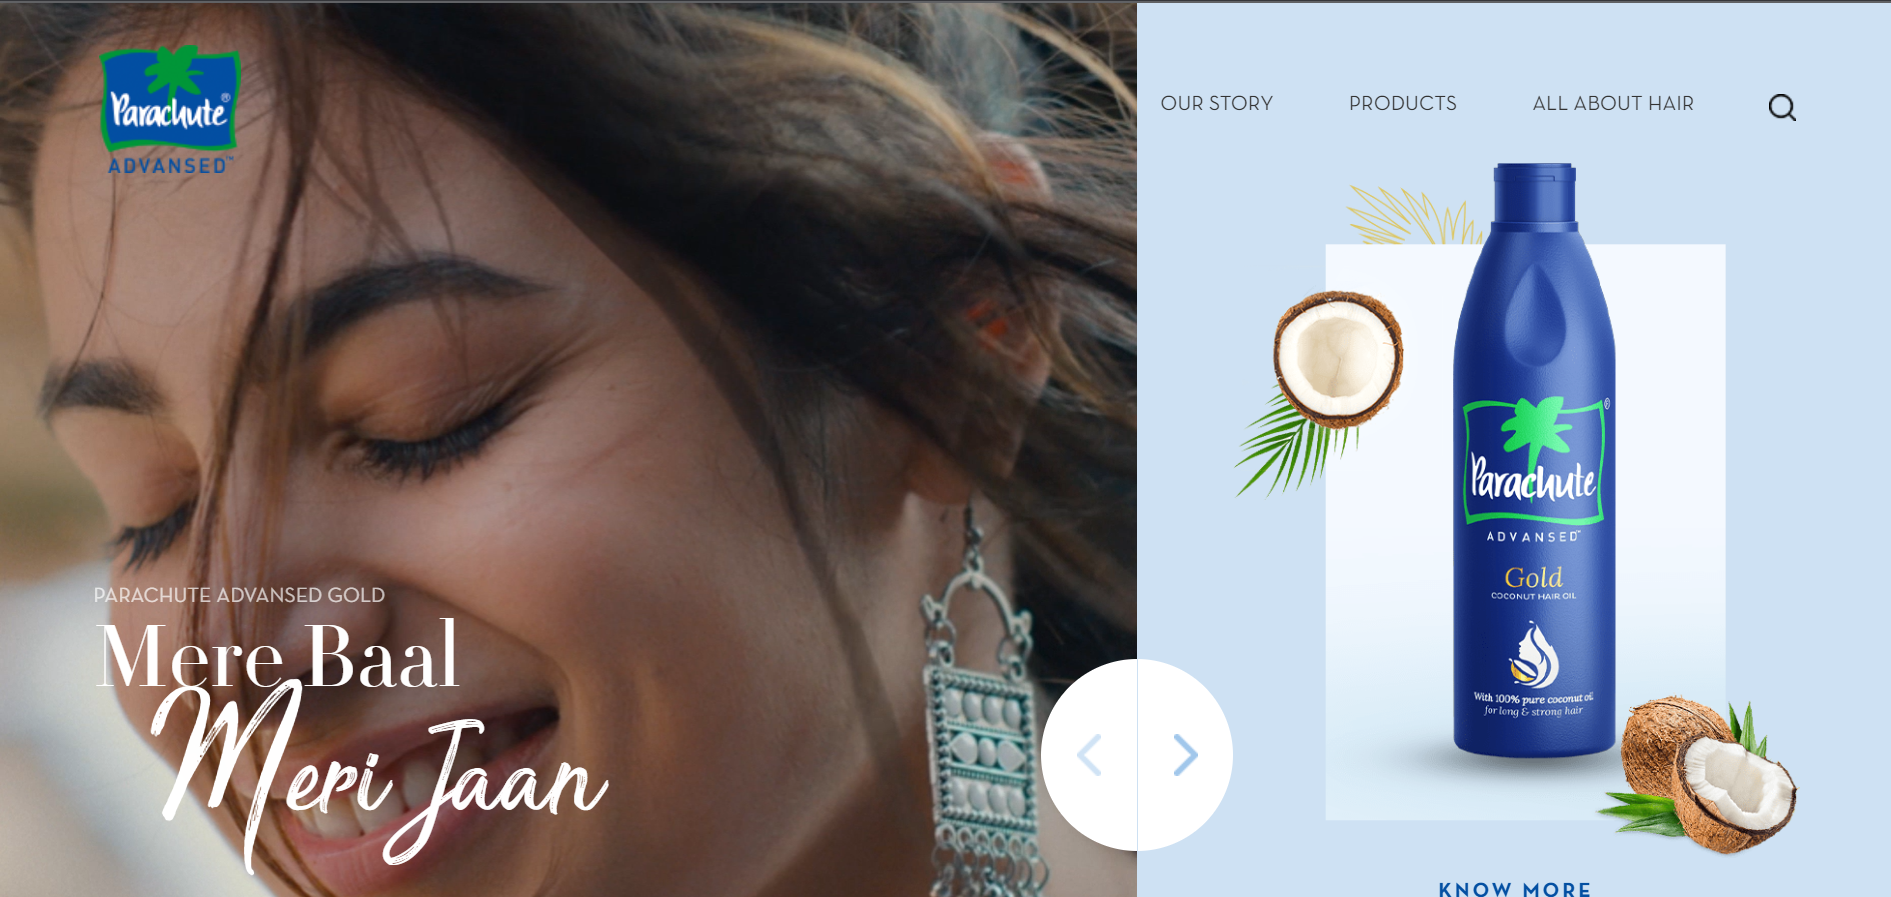 Parachute®
ADVANSED™
OUR STORY
PRODUCTS
ALL ABOUT HAIR
PARACHUTE ADVANSED GOLD
Mere Baal
Meri Jaan
Parachute®
ADVANSED™
Gold
COCONUT HAIR OIL
With 100% pure coconut oil
for long & strong hair
KNOW MORE